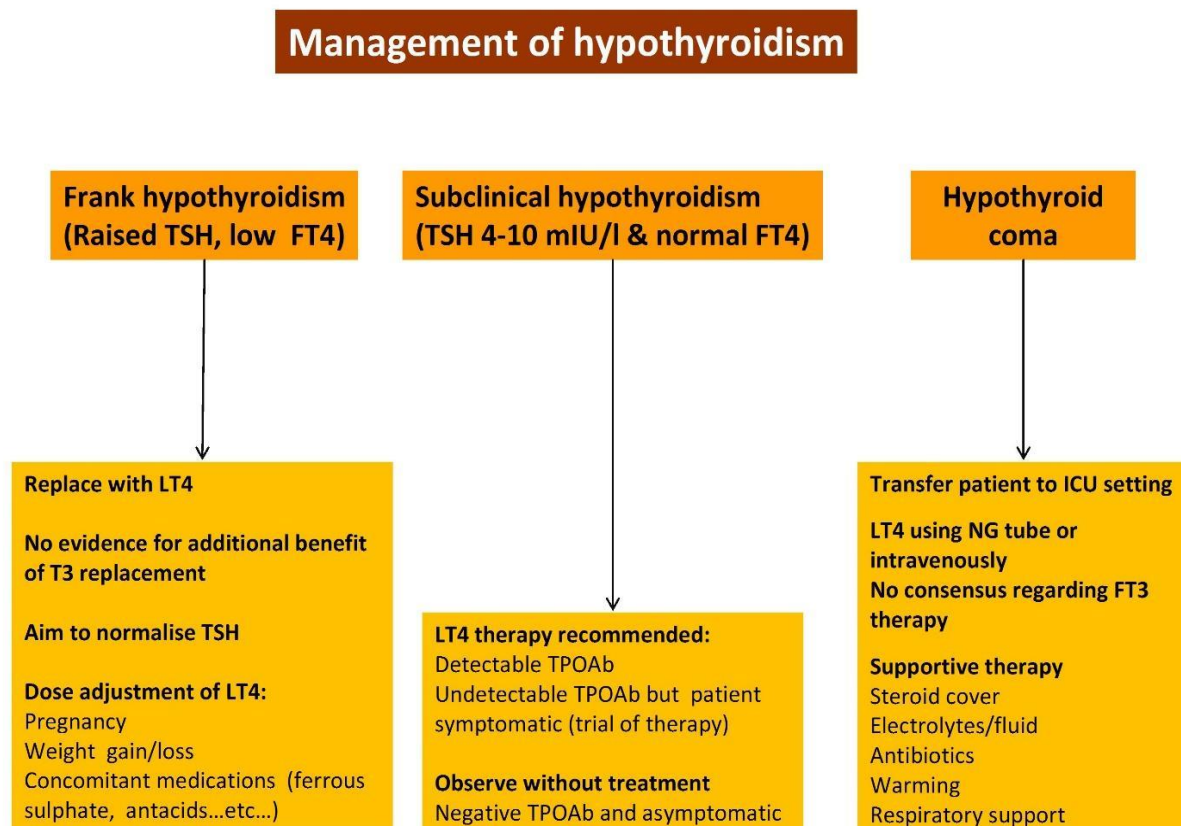 Management of hypothyroidism
Frank hypothyroidism
(Raised TSH, low FT4)
Subclinical hypothyroidism
(TSH 4-10 mIU/l & normal FT4)
Hypothyroid
coma
Replace with LT4
No evidence for additional benefit
of T3 replacement
Aim to normalise TSH
Dose adjustment of LT4:
Pregnancy
Weight gain/loss
Concomitant medications (ferrous
sulphate, antacids...etc...)
LT4 therapy recommended:
Detectable TPOAb
Undetectable TPOAb but patient
symptomatic (trial of therapy)
Observe without treatment
Negative TPOAb and asymptomatic
Transfer patient to ICU setting
LT4 using NG tube or
intravenously
No consensus regarding FT3
therapy
Supportive therapy
Steroid cover
Electrolytes/fluid
Antibiotics
Warming
Respiratory support